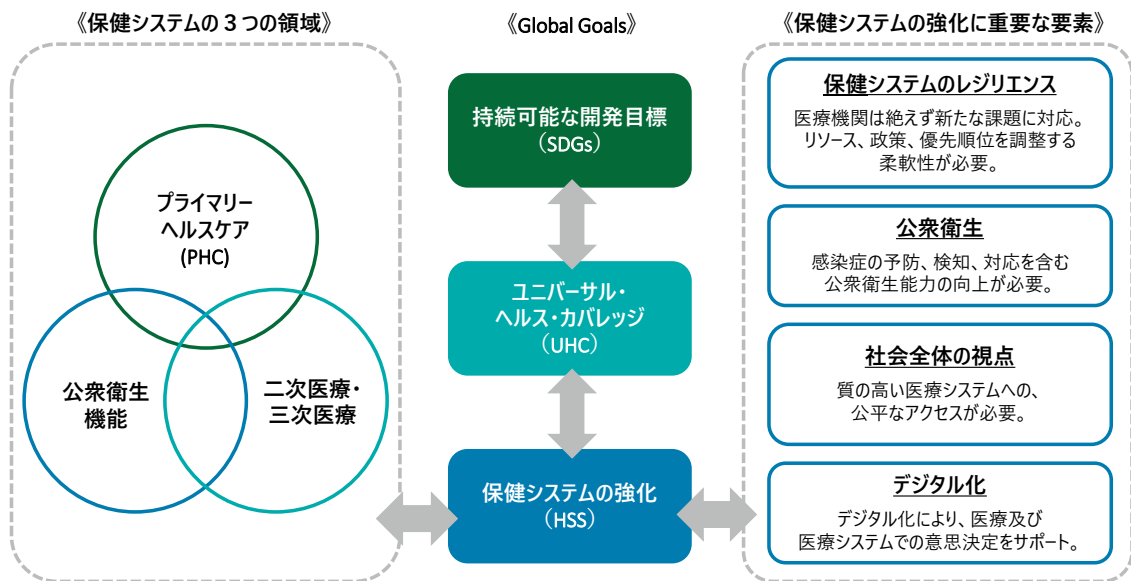 《保健システムの3つの領域》
プライマリー
ヘルスケア
(PHC)
公衆衛生
機能
二次医療・
三次医療
《Global Goals》
持続可能な開発目標
(SDGs)
ユニバーサル・
ヘルス・カバレッジ
(UHC)
保健システムの強化
(HSS)
《保健システムの強化に重要な要素》
保健システムのレジリエンス
医療機関は絶えず新たな課題に対応。
リソース、政策、優先順位を調整する
柔軟性が必要。
公衆衛生
感染症の予防、検知、対応を含む
公衆衛生能力の向上が必要。
社会全体の視点
質の高い医療システムへの、
公平なアクセスが必要。
デジタル化
デジタル化により、医療及び
医療システムでの意思決定をサポート。